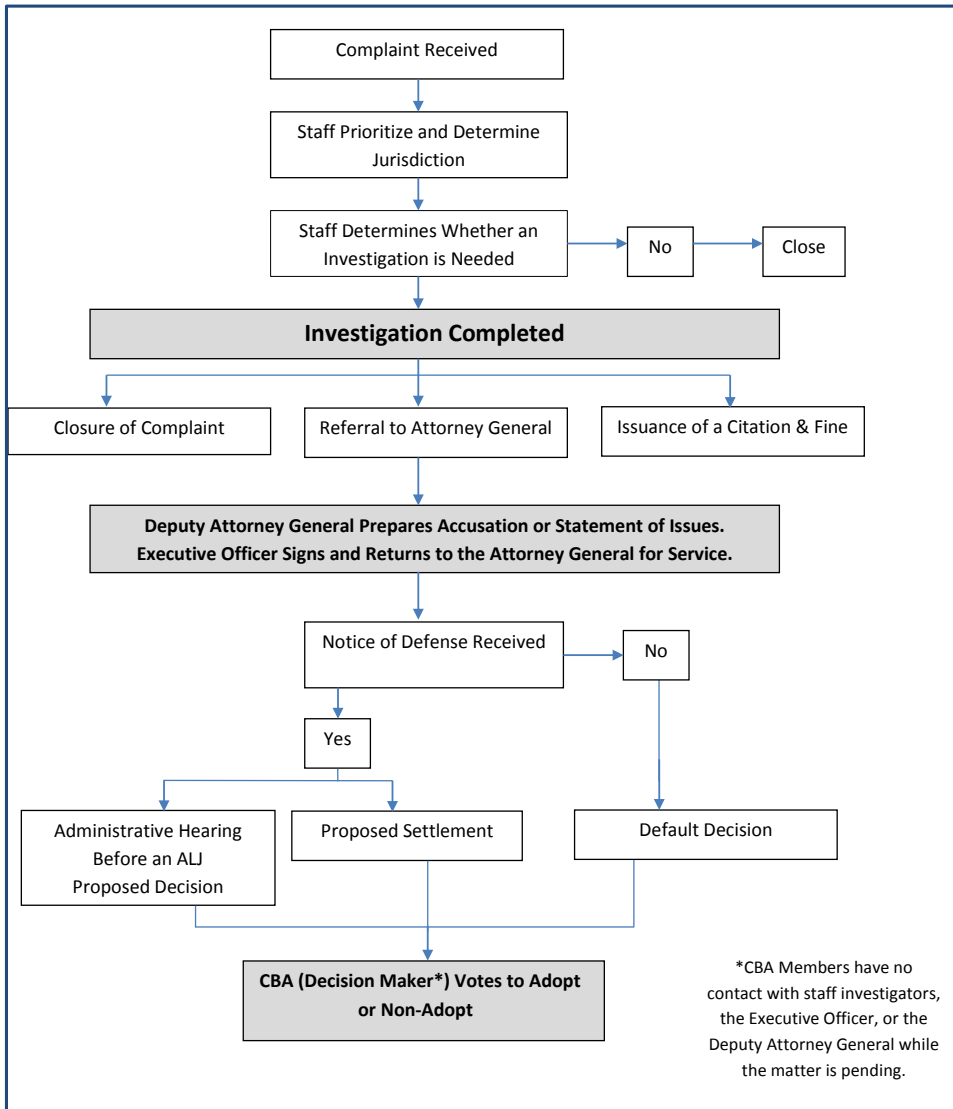 Complaint Received
Staff Prioritize and Determine
Jurisdiction
Staff Determines Whether an
Investigation is Needed
No
Close
Investigation Completed
Closure of Complaint
Referral to Attorney General
Issuance of a Citation & Fine
Deputy Attorney General Prepares Accusation or Statement of Issues.
Executive Officer Signs and Returns to the Attorney General for Service.
Notice of Defense Received
No
Yes
Administrative Hearing
Before an ALJ
Proposed Decision
Proposed Settlement
Default Decision
CBA (Decision Maker*) Votes to Adopt
or Non-Adopt
*CBA Members have no
contact with staff investigators,
the Executive Officer, or the
Deputy Attorney General while
the matter is pending.